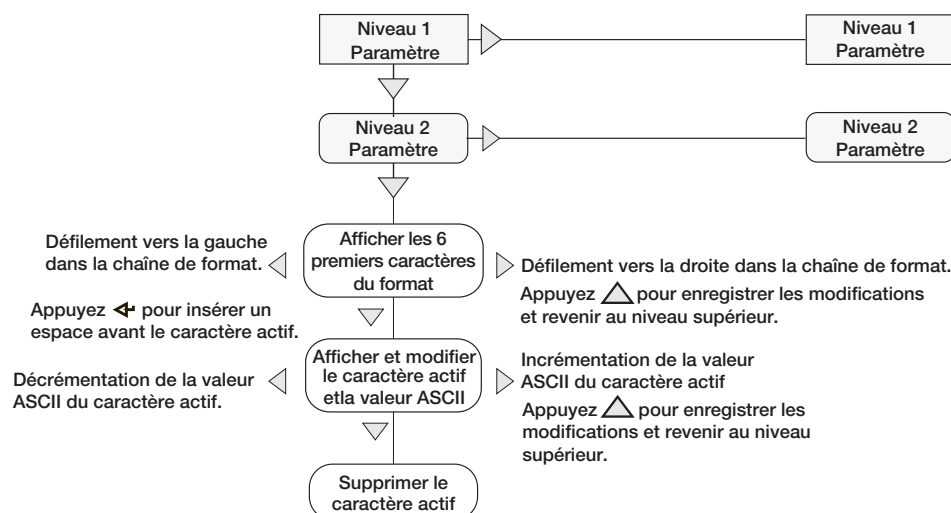 Niveau 1
Paramètre
Niveau 1
Paramètre
Niveau 2
Paramètre
Niveau 2
Paramètre
Défilement vers la gauche
dans la chaîne de format.
Afficher les 6
premiers caractères
du format
Défilement vers la droite dans la chaîne de format.
Appuyez pour enregistrer les modifications
et revenir au niveau supérieur.
Appuyez pour insérer un
espace avant le caractère actif.
Décrémentation de la valeur
ASCII du caractère actif.
Afficher et modifier
le caractère actif
etla valeur ASCII
Incrémentation de la valeur
ASCII du caractère actif
Appuyez pour enregistrer les
modifications et revenir au niveau
supérieur.
Supprimer le
caractère actif